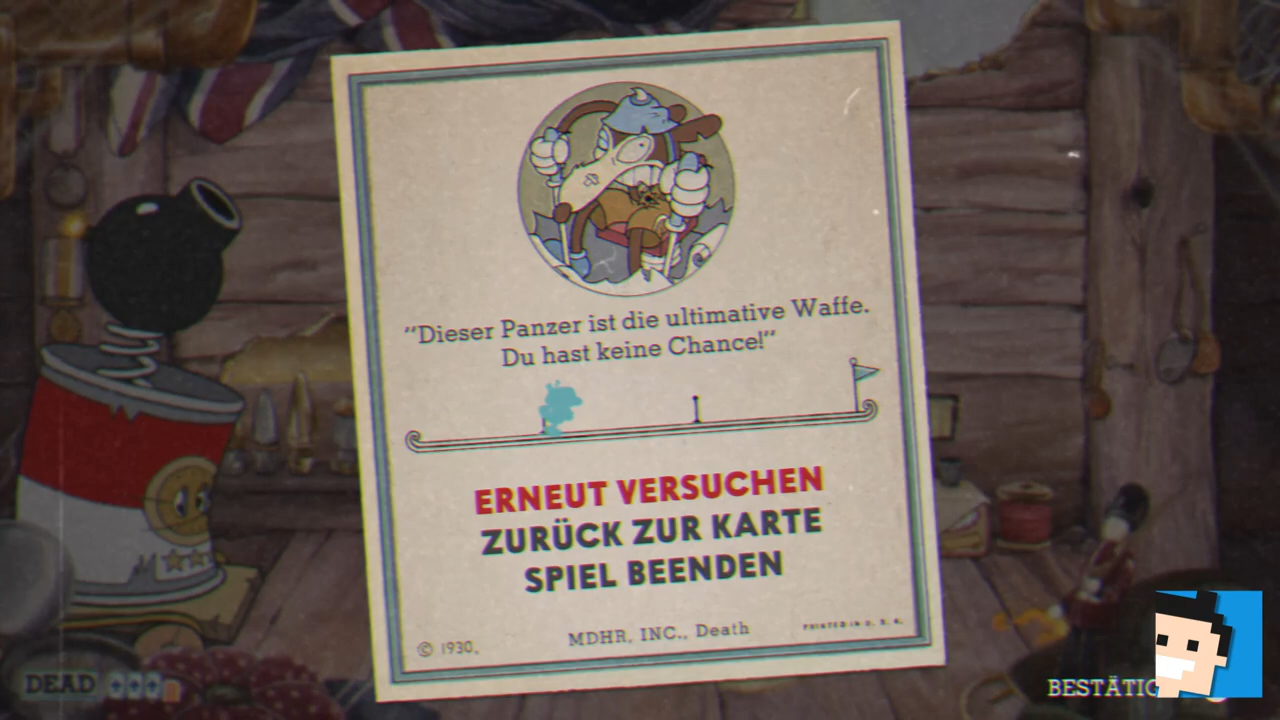 “Dieser Panzer ist die ultimative Waffe.
Du hast keine Chance!”
ERNEUT VERSUCHEN
ZURÜCK ZUR KARTE
SPIEL BEENDEN
© 1930,
MDHR, INC., Death
PRINTED IN U. S. A.
DEAD
BESTÄTIG